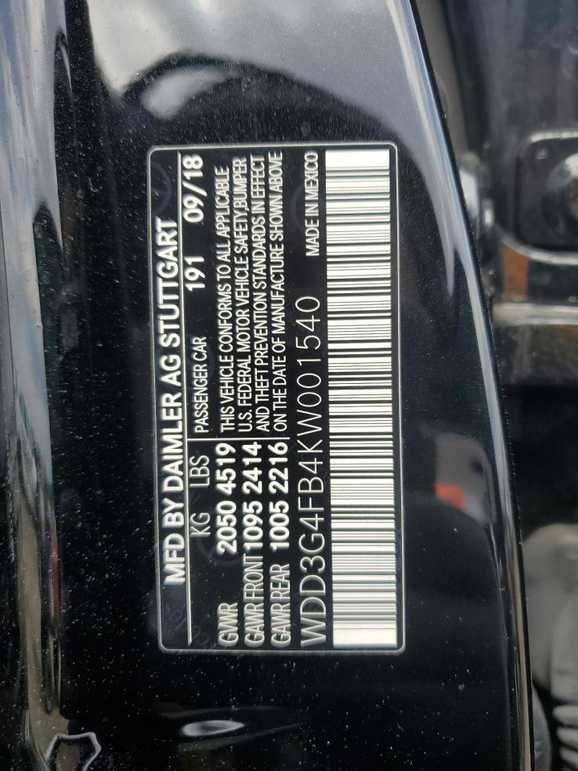 MFD BY DAIMLER AG STUTTGART
KG LBS PASSENGER CAR 191 09/18
GVWR 2050 4519
GAWR FRONT 1095 2414
GAWR REAR 1005 2216
THIS VEHICLE CONFORMS TO ALL APPLICABLE
U.S. FEDERAL MOTOR VEHICLE SAFETY,BUMPER
AND THEFT PREVENTION STANDARDS IN EFFECT
ON THE DATE OF MANUFACTURE SHOWN ABOVE
WDD3G4FB4KW001540 MADE IN MEXICO